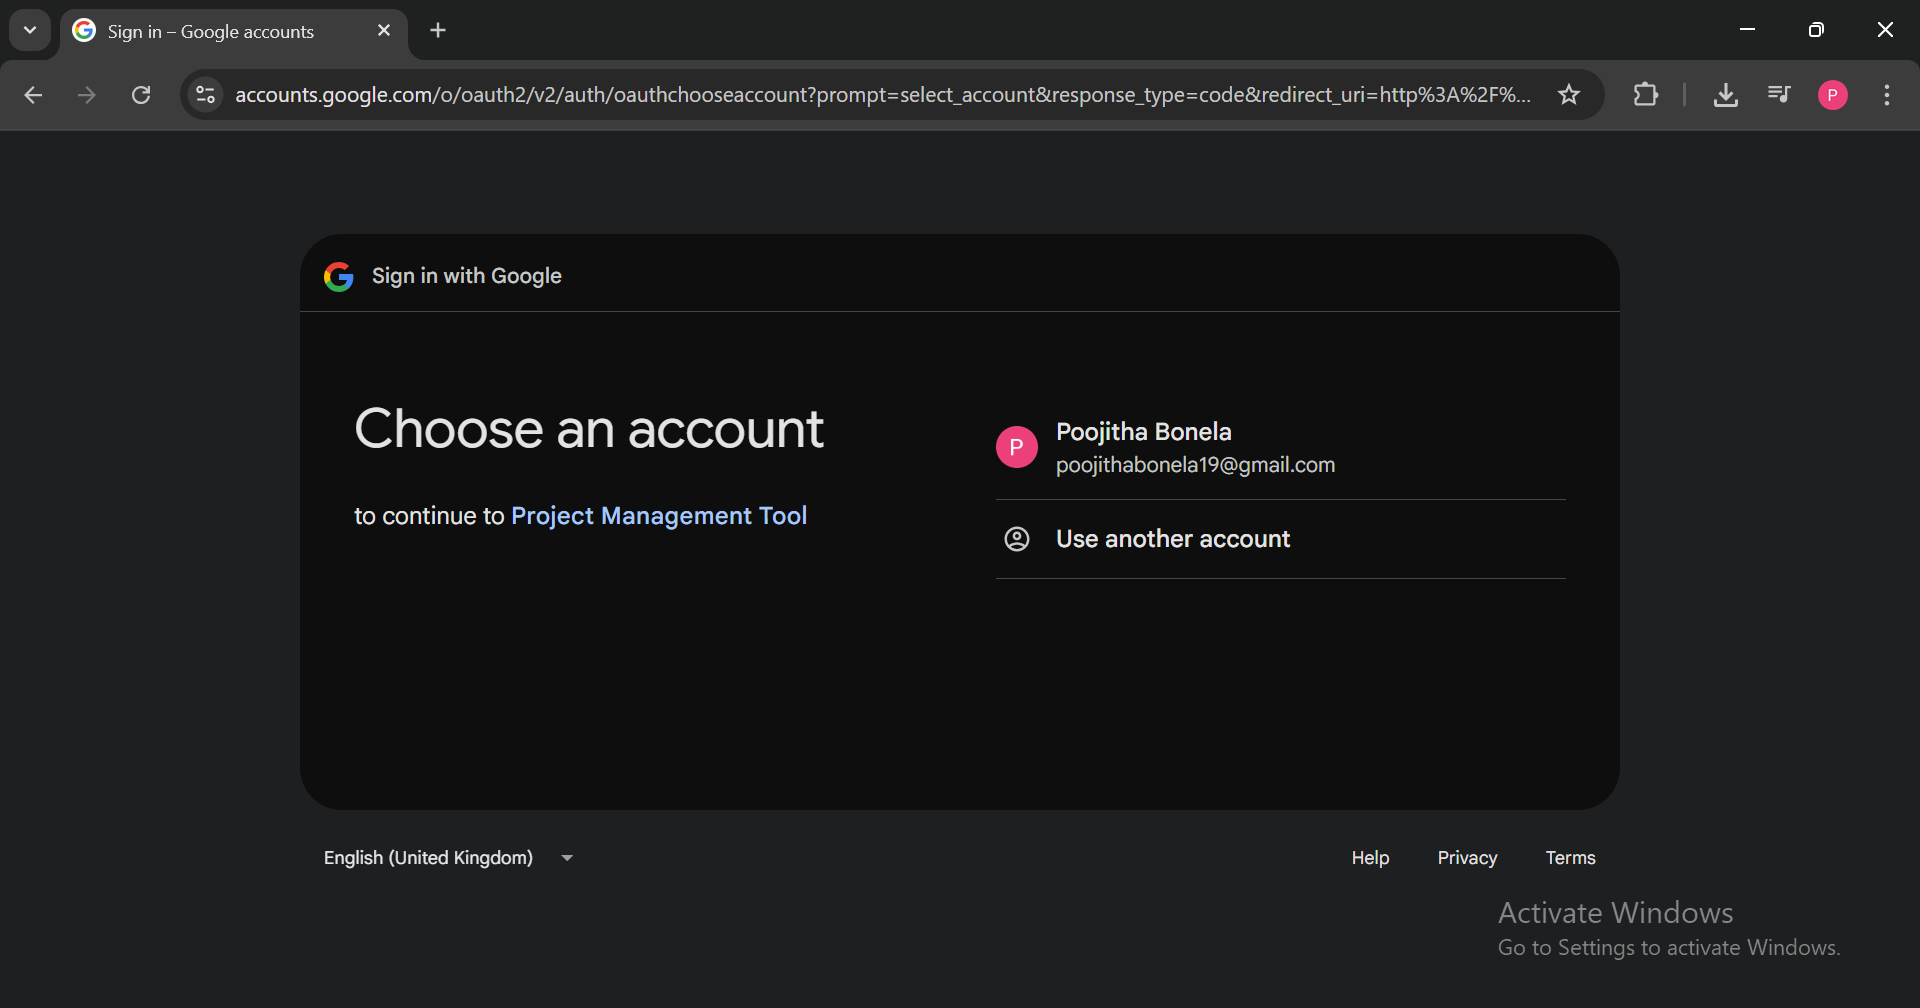 Sign in – Google accounts
accounts.google.com/o/oauth2/v2/auth/oauthchooseaccount?prompt=select_account&response_type=code&redirect_uri=http%3A%2F%...
P
Sign in with Google
Choose an account
to continue to Project Management Tool
P
Poojitha Bonela
poojithabonela19@gmail.com
Use another account
English (United Kingdom)
Help
Privacy
Terms
Activate Windows
Go to Settings to activate Windows.